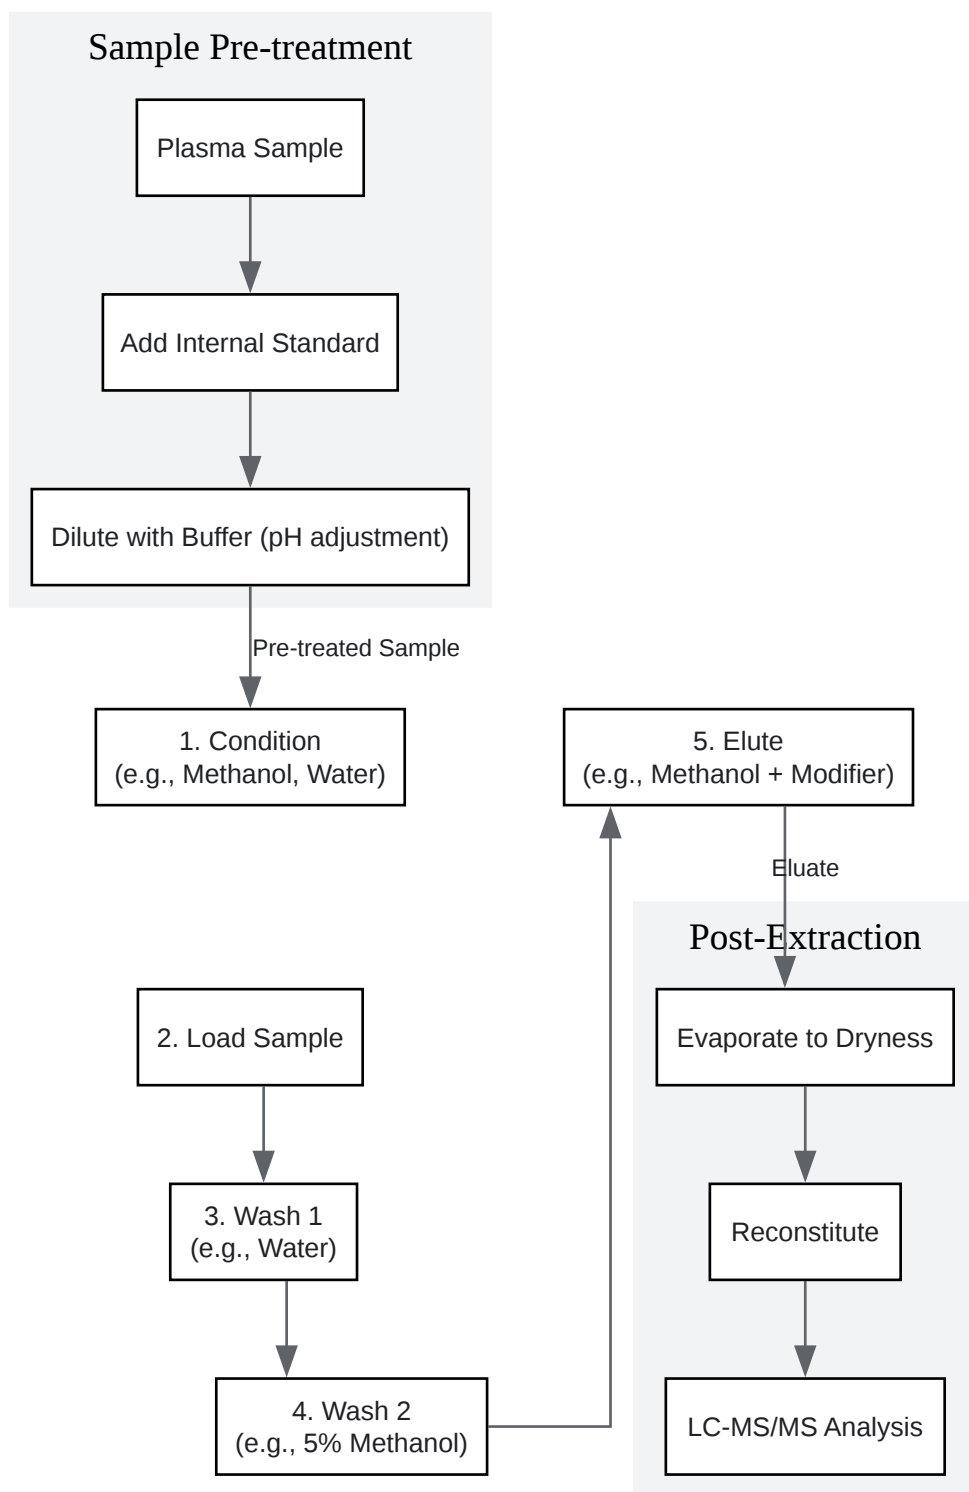 Sample Pre-treatment
Plasma Sample
Add Internal Standard
Dilute with Buffer (pH adjustment)
Pre-treated Sample
1. Condition
(e.g., Methanol, Water)
2. Load Sample
3. Wash 1
(e.g., Water)
4. Wash 2
(e.g., 5% Methanol)
5. Elute
(e.g., Methanol + Modifier)
Eluate
Post-Extraction
Evaporate to Dryness
Reconstitute
LC-MS/MS Analysis